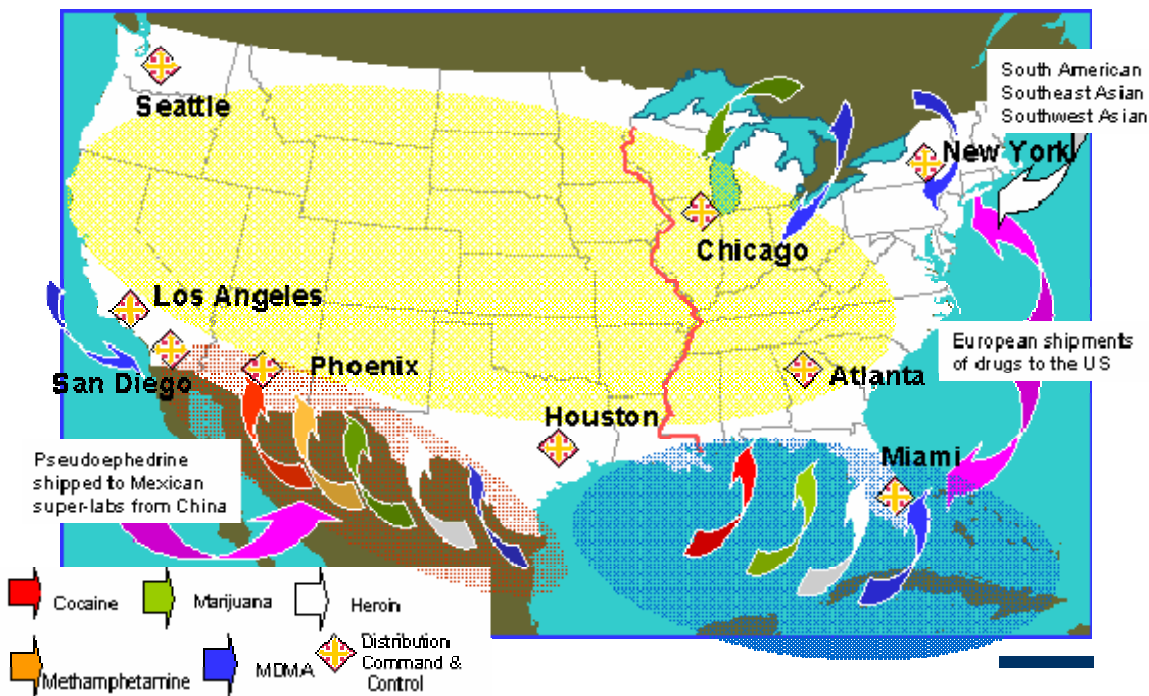 Seattle
South American
Southeast Asian
Southwest Asian
New York
Chicago
Los Angeles
European shipments
of drugs to the US
Phoenix
Atlanta
San Diego
Houston
Miami
Pseudoephedrine
shipped to Mexican
super-labs from China
Cocaine
Marijuana
Heroin
Methamphetamine
MDMA
Distribution
Command &
Control